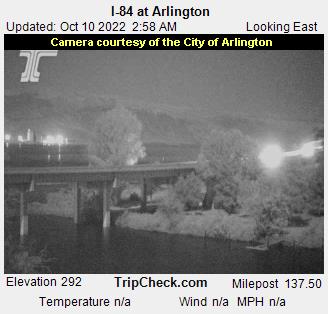 I-84 at Arlington
Updated: Oct 10 2022 2:58 AM Looking East
Camera courtesy of the City of Arlington
Elevation 292 TripCheck.com Milepost 137.50
Temperature n/a Wind n/a MPH n/a